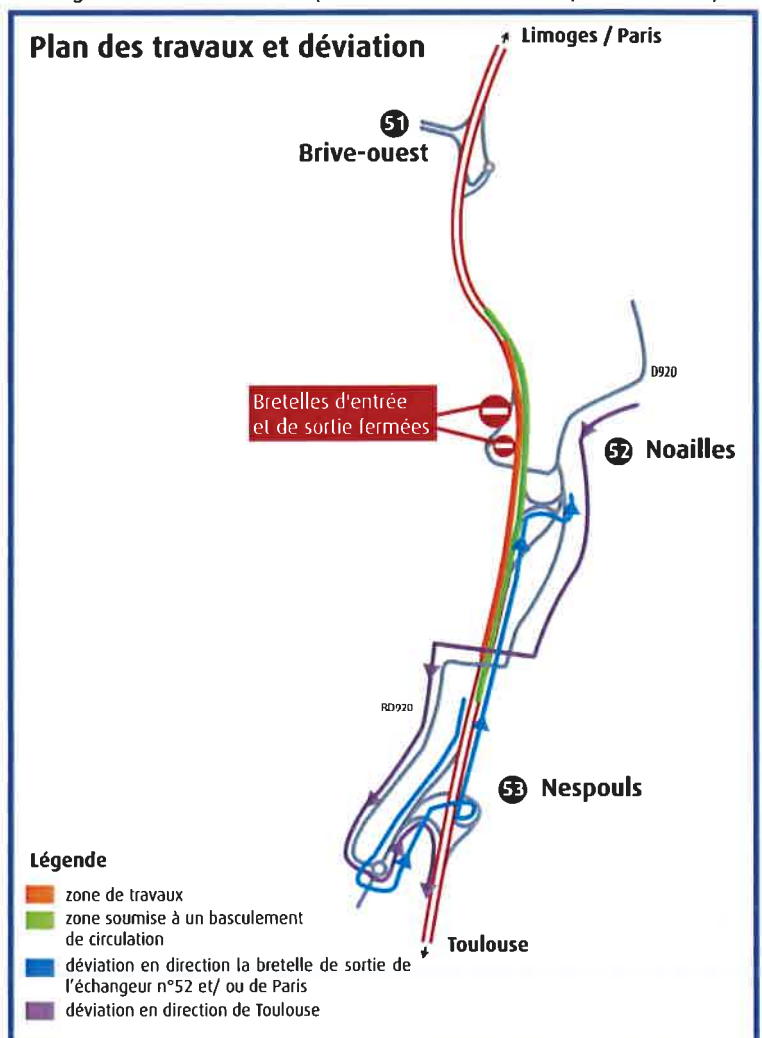 Plan des travaux et déviation
Limoges / Paris
51
Brive-ouest
D920
Bretelles d'entrée
et de sortie fermées
52 Noailles
RD920
53 Nespouls
Légende
zone de travaux
zone soumise à un basculement
de circulation
Toulouse
déviation en direction la bretelle de sortie de
l'échangeur n°52 et/ ou de Paris
déviation en direction de Toulouse